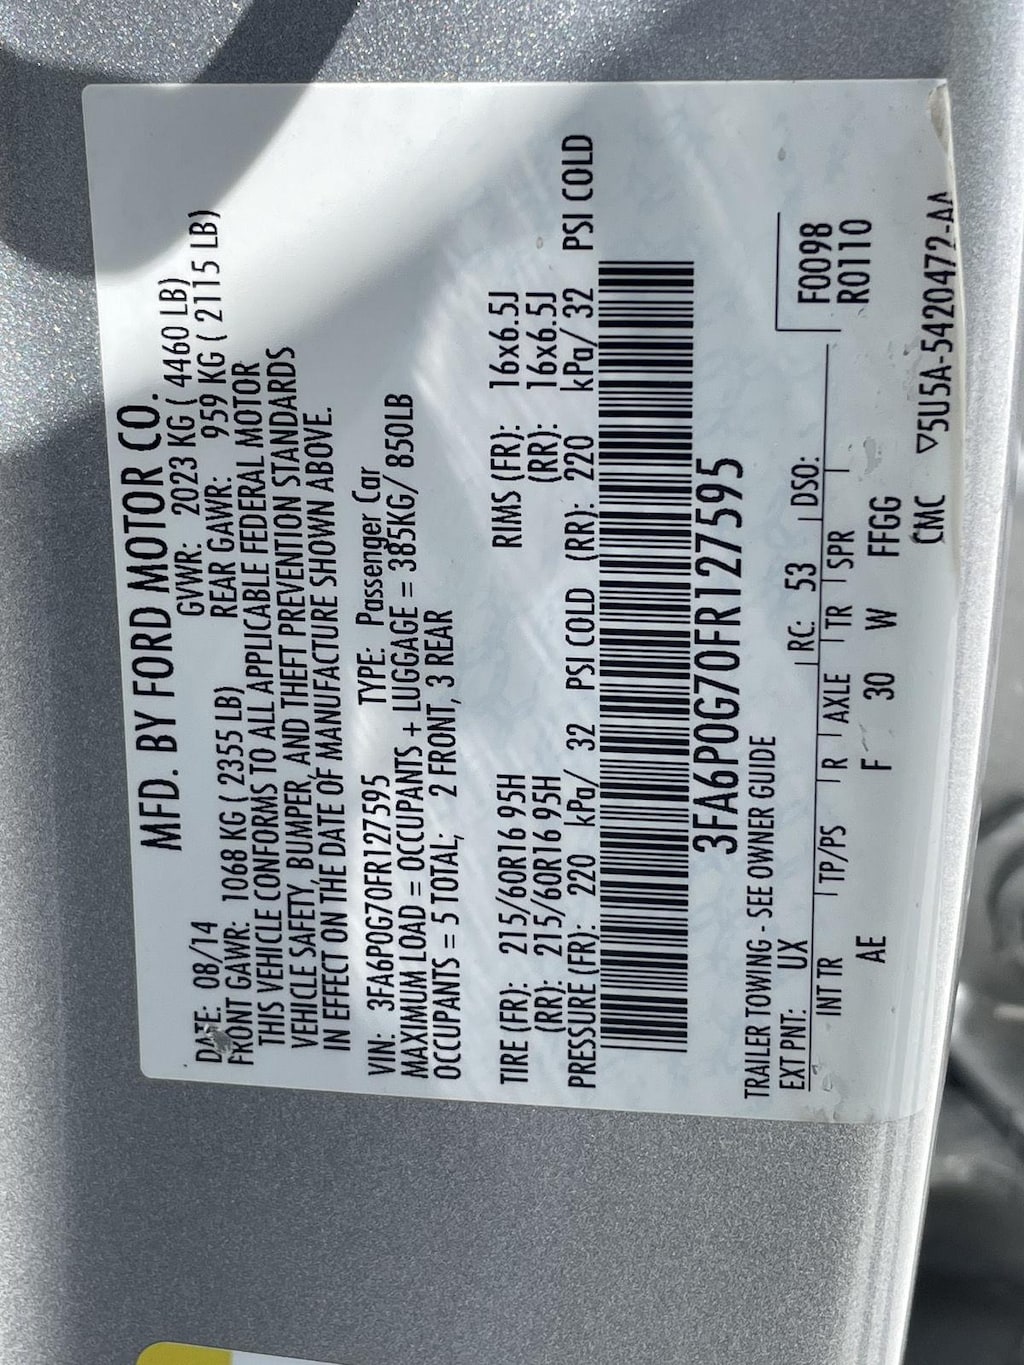 MFD. BY FORD MOTOR CO.
DATE: 08/14 GVWR: 2023 KG ( 4460 LB)
FRONT GAWR: 1068 KG ( 2355 LB) REAR GAWR: 959 KG ( 2115 LB)
THIS VEHICLE CONFORMS TO ALL APPLICABLE FEDERAL MOTOR
VEHICLE SAFETY, BUMPER, AND THEFT PREVENTION STANDARDS
IN EFFECT ON THE DATE OF MANUFACTURE SHOWN ABOVE.
VIN: 3FA6P0G70FR127595 TYPE: Passenger Car
MAXIMUM LOAD = OCCUPANTS + LUGGAGE = 385KG/ 850LB
OCCUPANTS = 5 TOTAL; 2 FRONT, 3 REAR
TIRE (FR): 215/60R16 95H RIMS (FR): 16x6.5J
(RR): 215/60R16 95H (RR): 16x6.5J
PRESSURE (FR): 220 kPa/ 32 PSI COLD (RR): 220 kPa/ 32 PSI COLD
3FA6P0G70FR127595
TRAILER TOWING - SEE OWNER GUIDE
EXT PNT: UX RC: 53 DSO: F0098
INT TR TP/PS R AXLE TR SPR R0110
AE F 30 W FFGG
CMC ▽5U5A-5420472-AA